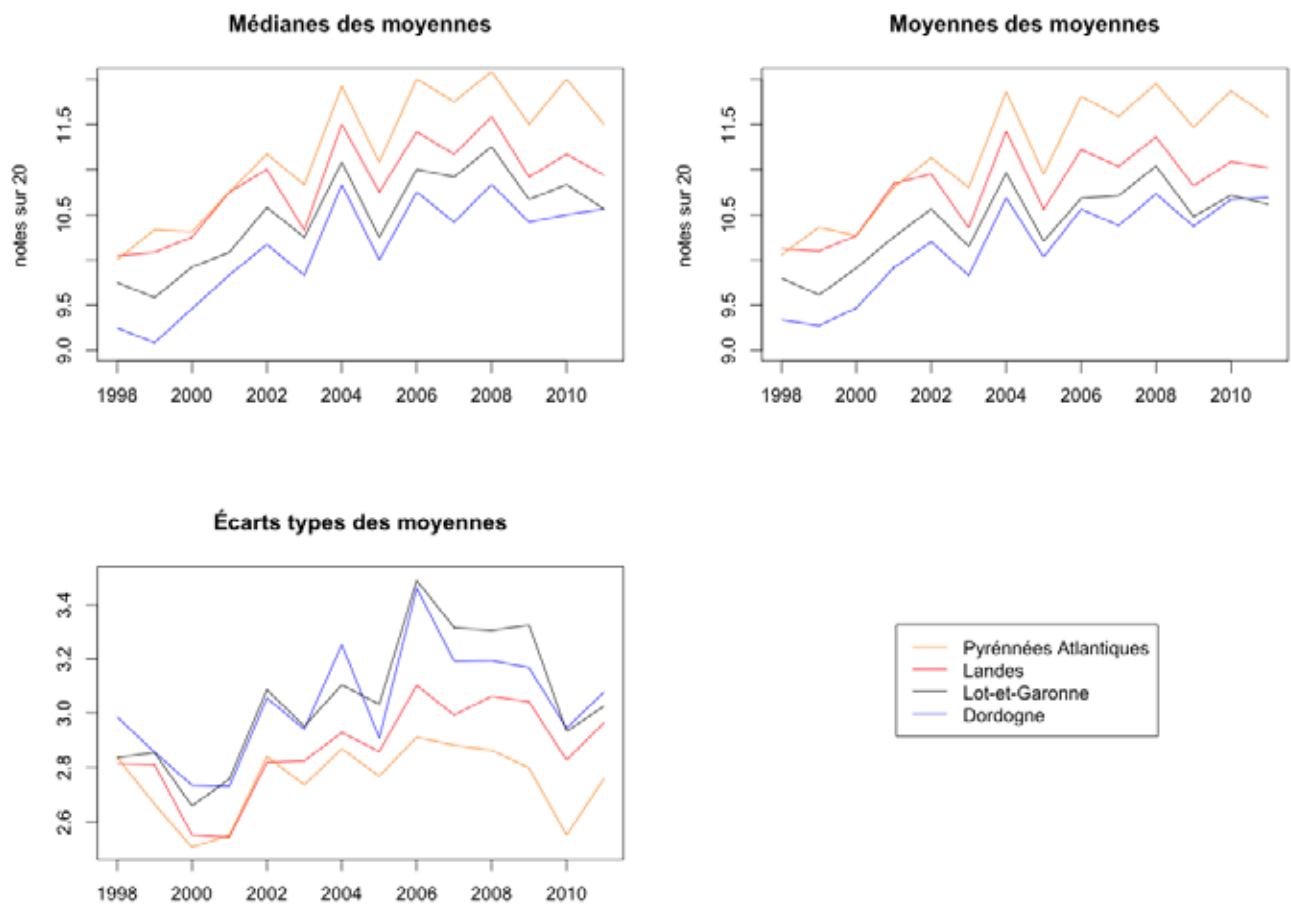 Médianes des moyennes
notes sur 20
9.0 9.5 10.5 11.5
1998 2000 2002 2004 2006 2008 2010
Moyennes des moyennes
notes sur 20
9.0 9.5 10.5 11.5
1998 2000 2002 2004 2006 2008 2010
Écarts types des moyennes
2.6 2.8 3.0 3.2 3.4
1998 2000 2002 2004 2006 2008 2010
Pyrénnées Atlantiques
Landes
Lot-et-Garonne
Dordogne